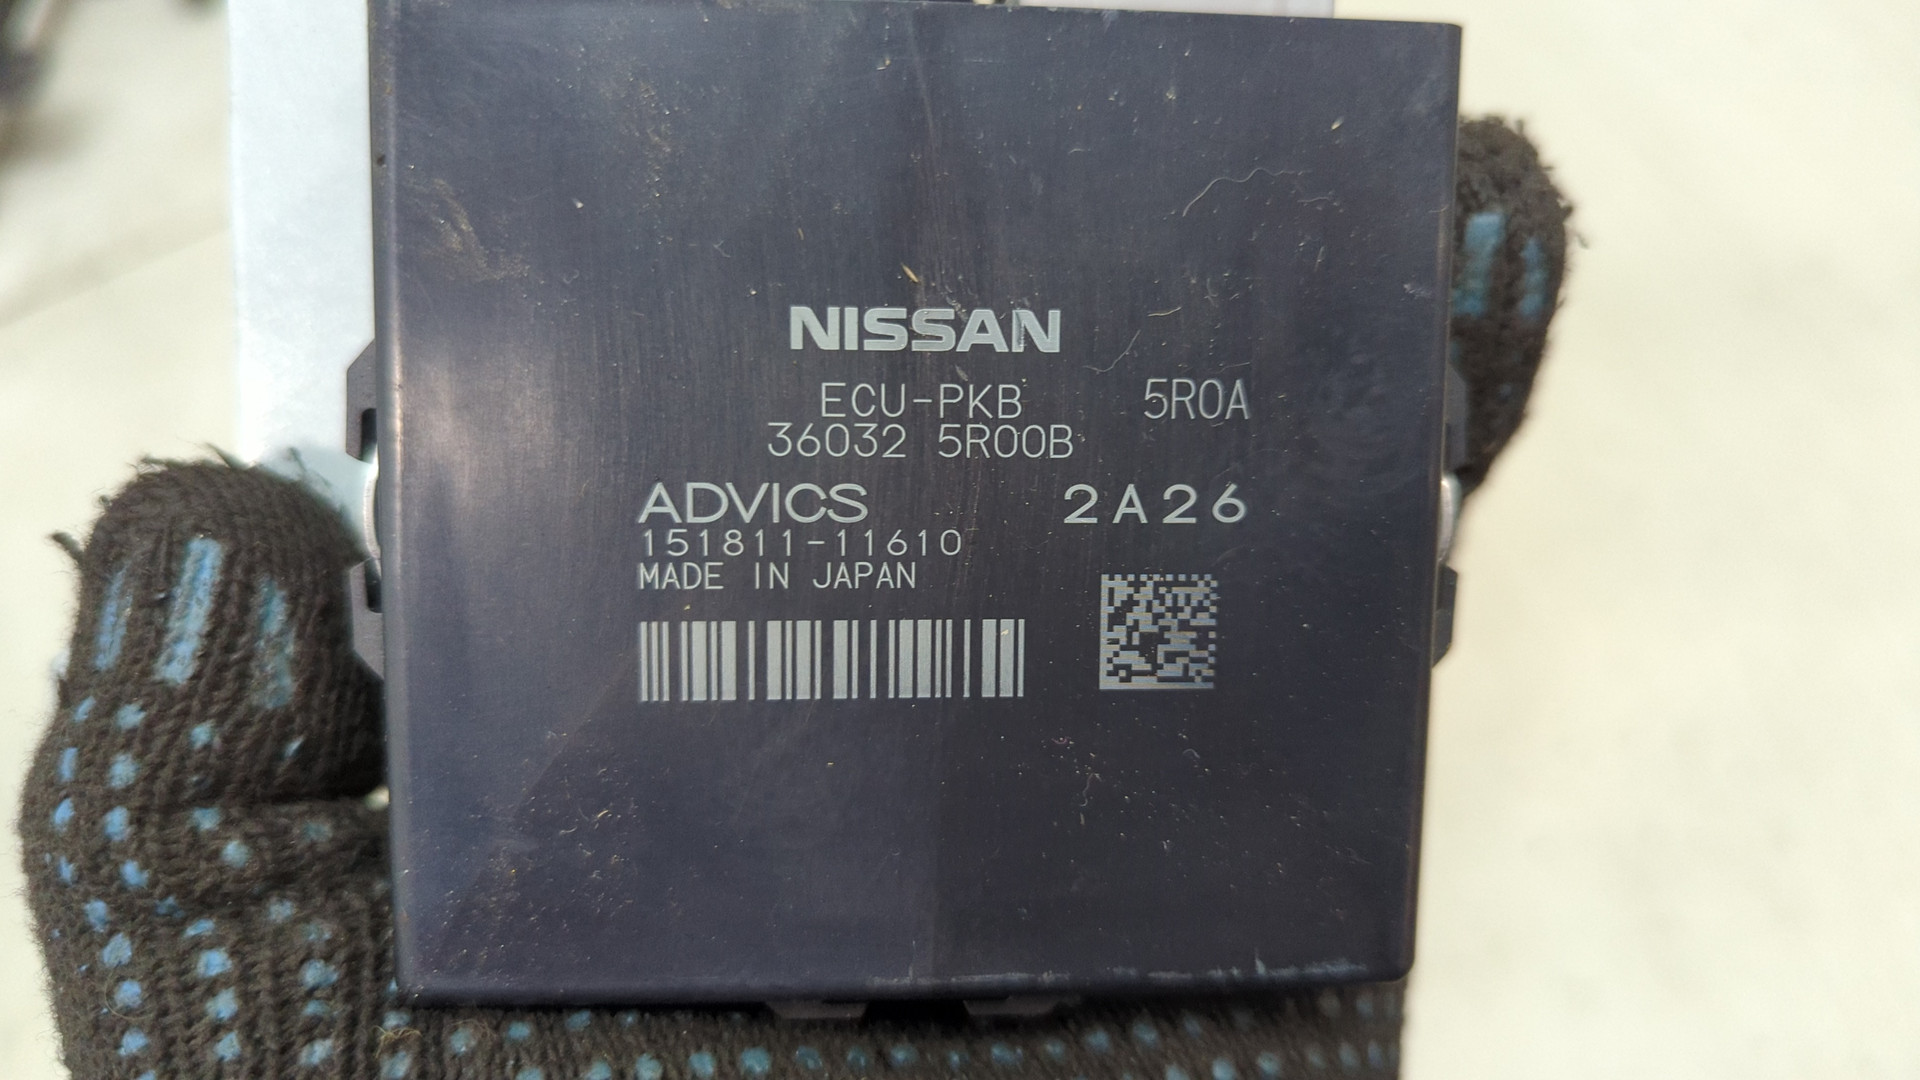 NISSAN
ECU-PKB 5R0A
36032 5R00B
ADVICS 2A26
151811-11610
MADE IN JAPAN